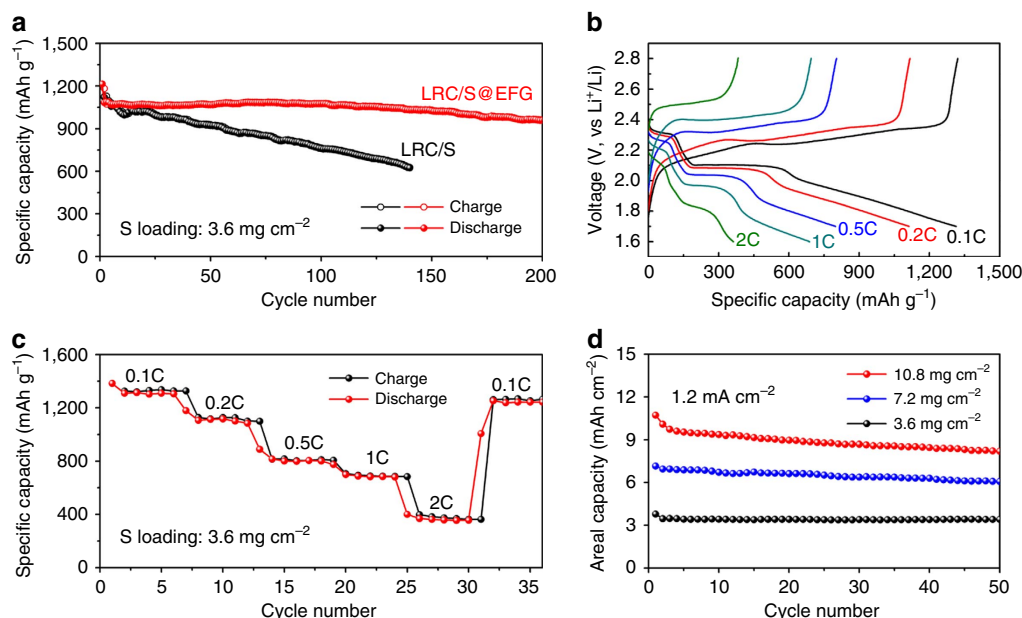 a
1,500
1,200
900
600
300
0
Specific capacity (mAh g⁻¹)
LRC/S@EFG
LRC/S
Charge
Discharge
S loading: 3.6 mg cm⁻²
0 50 100 150 200
Cycle number
b
2.8
2.6
2.4
2.2
2.0
1.8
1.6
Voltage (V, vs Li⁺/Li)
2C 1C 0.5C 0.2C 0.1C
0 300 600 900 1,200 1,500
Specific capacity (mAh g⁻¹)
c
1,600
1,200
800
400
0
Specific capacity (mAh g⁻¹)
0.1C
0.2C
0.5C
1C
2C
0.1C
Charge
Discharge
S loading: 3.6 mg cm⁻²
0 5 10 15 20 25 30 35
Cycle number
d
15
12
9
6
3
0
Areal capacity (mAh cm⁻²)
1.2 mA cm⁻²
10.8 mg cm⁻²
7.2 mg cm⁻²
3.6 mg cm⁻²
0 10 20 30 40 50
Cycle number